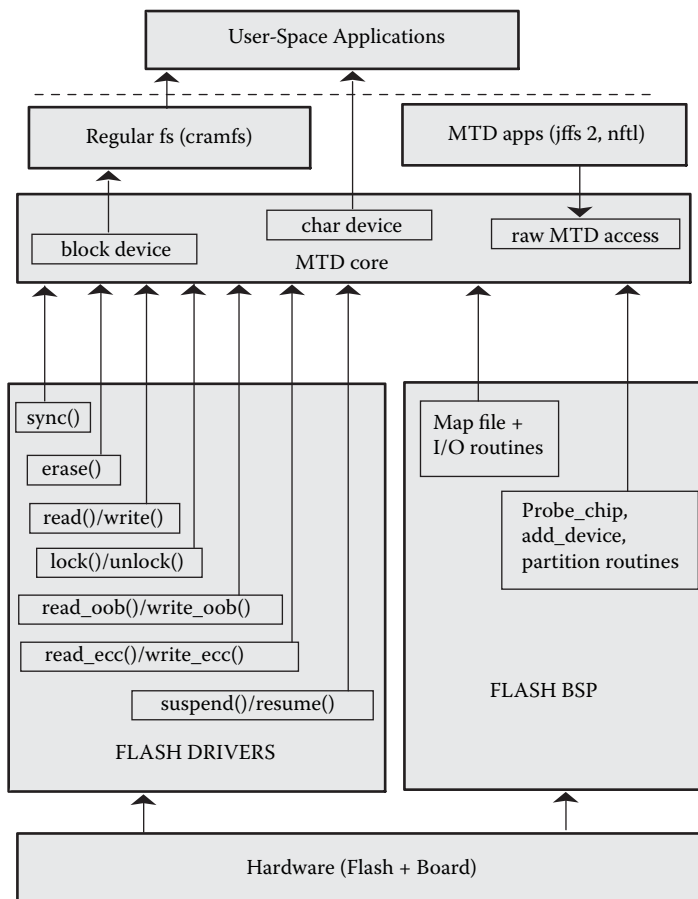 User-Space Applications
Regular fs (cramfs)
MTD apps (jffs 2, nftl)
char device
block device
raw MTD access
MTD core
sync()
erase()
read()/write()
lock()/unlock()
read_oob()/write_oob()
read_ecc()/write_ecc()
suspend()/resume()
FLASH DRIVERS
Map file +
I/O routines
Probe_chip,
add_device,
partition routines
FLASH BSP
Hardware (Flash + Board)